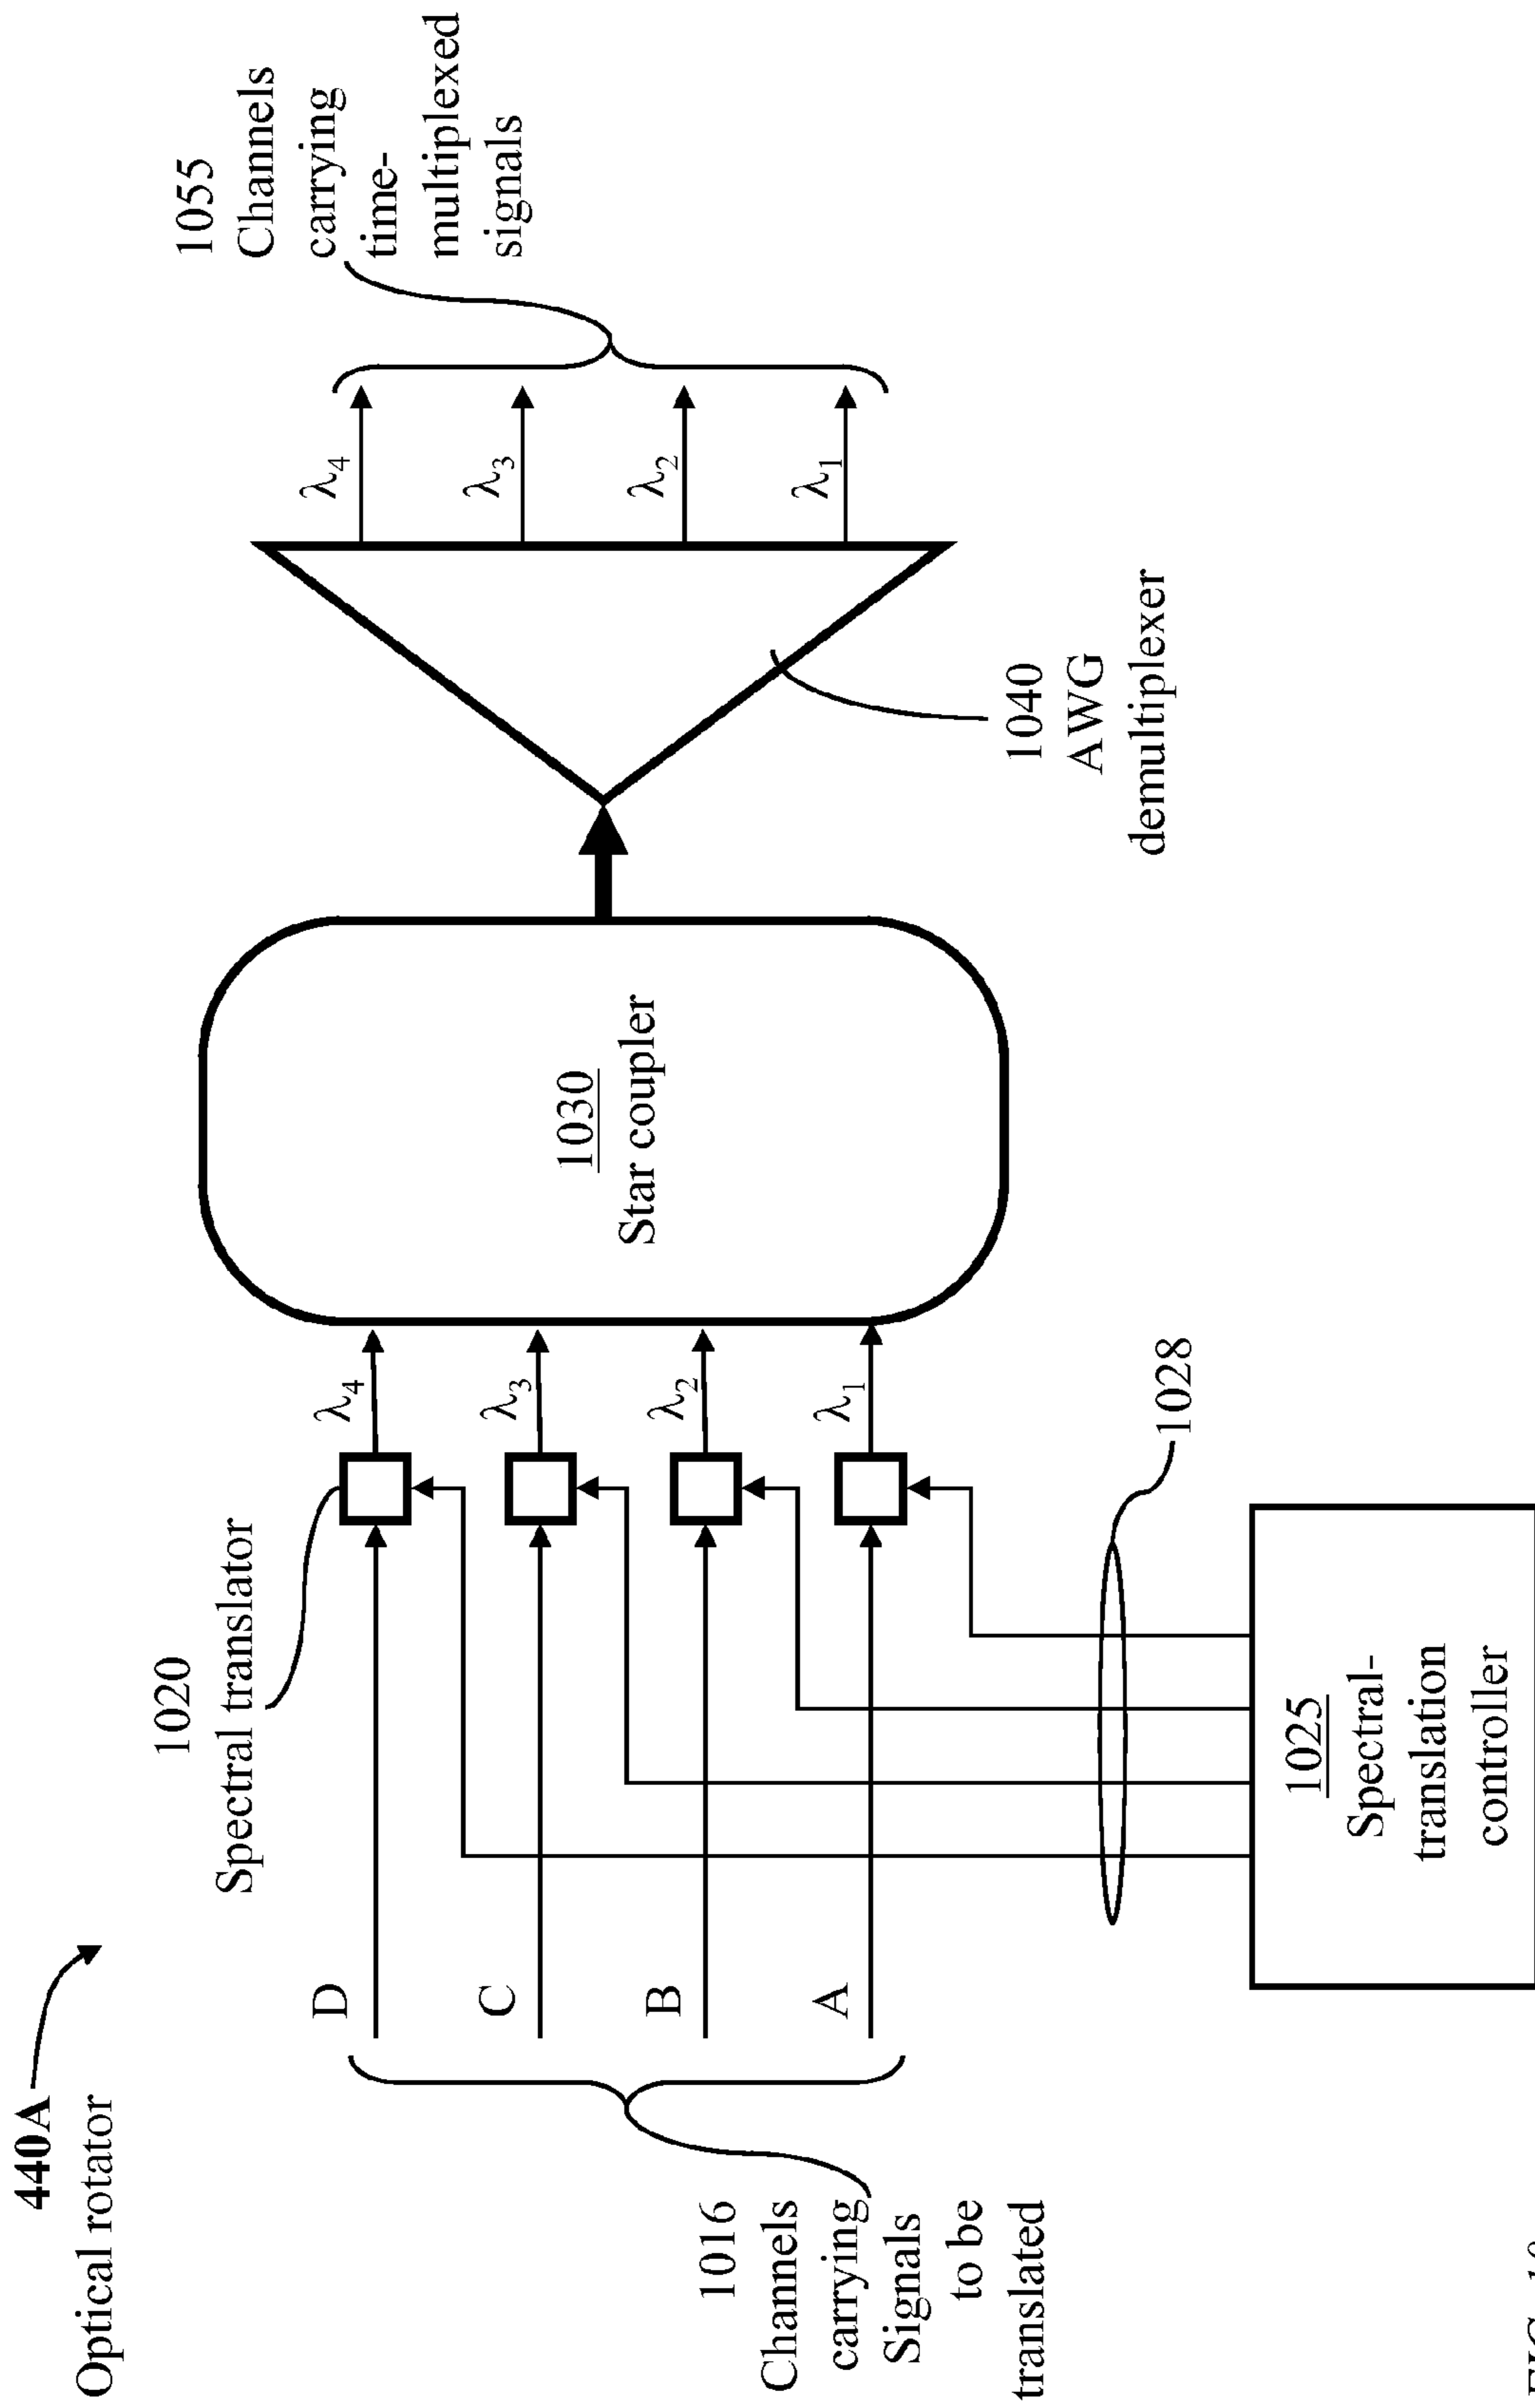 440A
Optical rotator
1020
Spectral translator
1055
Channels
carrying
time-
multiplexed
signals
D
C
B
A
λ4
λ3
λ2
λ1
1030
Star coupler
λ4
λ3
λ2
λ1
1016
Channels
carrying
Signals
to be
translated
1028
1040
AWG
demultiplexer
1025
Spectral-
translation
controller